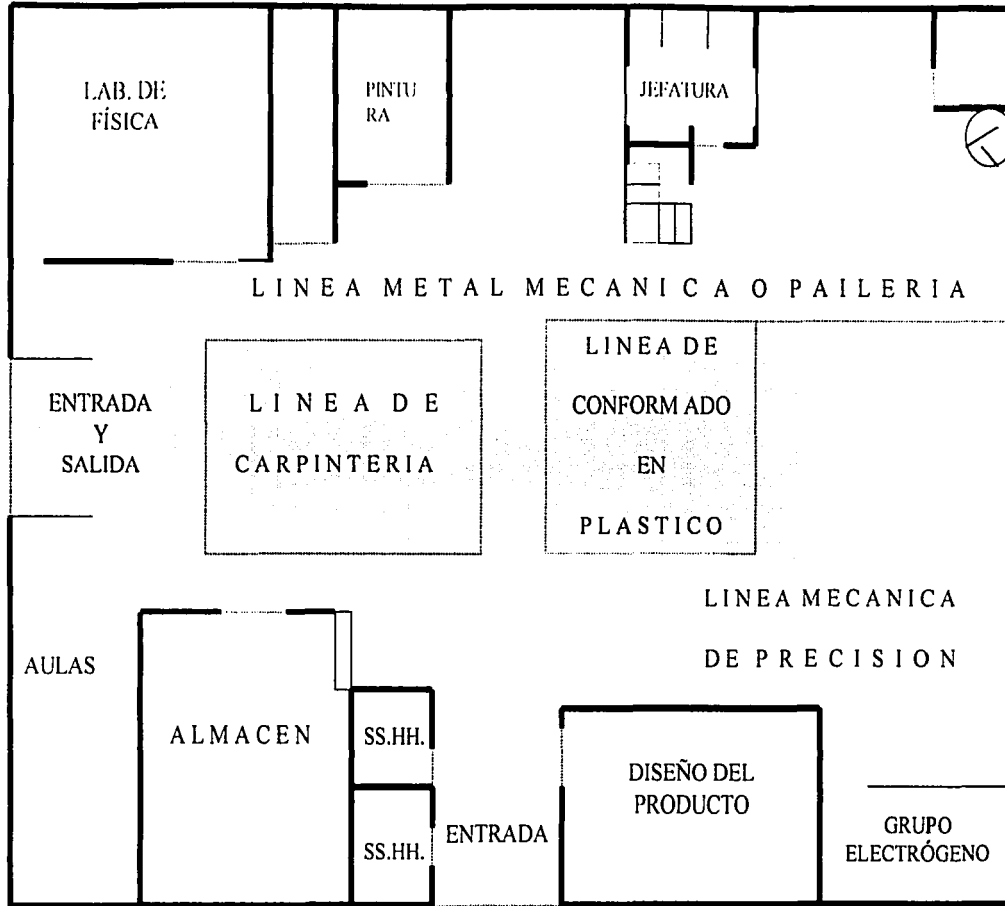 LAB. DE
FÍSICA
PINTU
RA
JEFATURA
LINEA METAL MECANICA O PAILERIA
ENTRADA
Y
SALIDA
LINEA DE
CARPINTERIA
LINEA DE
CONFORMADO
EN
PLASTICO
LINEA MECANICA
DE PRECISION
AULAS
ALMACEN
SS.HH.
SS.HH.
ENTRADA
DISEÑO DEL
PRODUCTO
GRUPO
ELECTRÓGENO